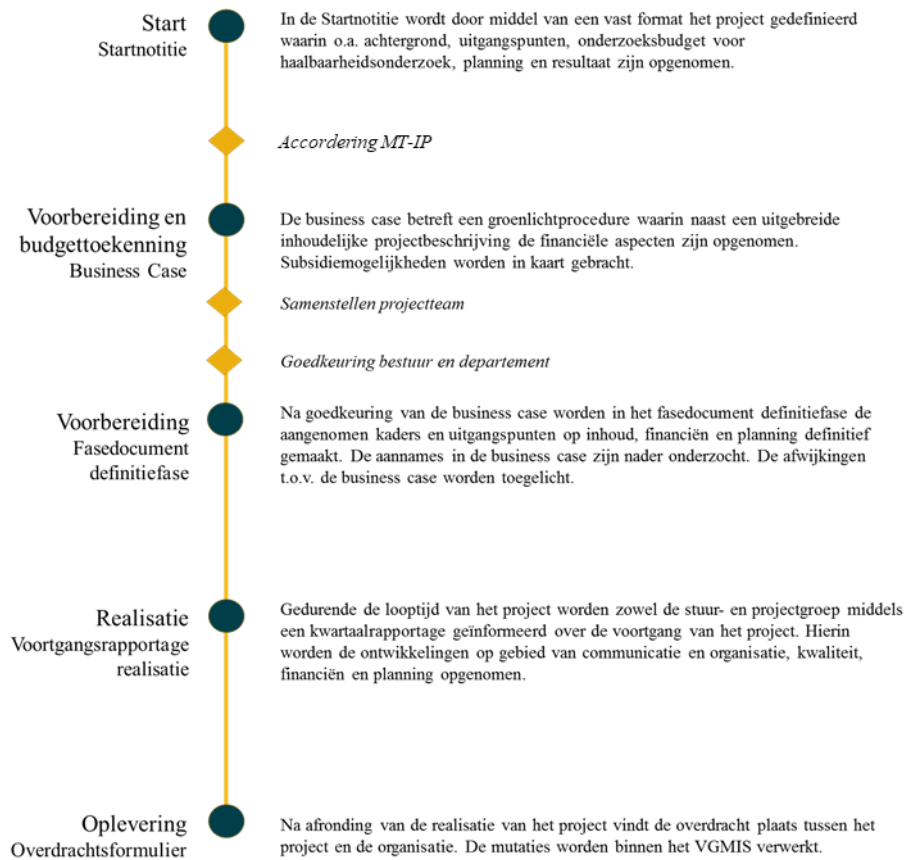 Start
Startnotitie
In de Startnotitie wordt door middel van een vast format het project gedefinieerd
waarin o.a. achtergrond, uitgangspunten, onderzoeksbudget voor
haalbaarheidsonderzoek, planning en resultaat zijn opgenomen.
Accordering MT-IP
Voorbereiding en
budgettoekenning
Business Case
De business case betreft een groenlichtprocedure waarin naast een uitgebreide
inhoudelijke projectbeschrijving de financiële aspecten zijn opgenomen.
Subsidiemogelijkheden worden in kaart gebracht.
Samenstellen projectteam
Goedkeuring bestuur en departement
Voorbereiding
Fasedocument
definitiefase
Na goedkeuring van de business case worden in het fasedocument definitiefase de
aangenomen kaders en uitgangspunten op inhoud, financiën en planning definitief
gemaakt. De aannames in de business case zijn nader onderzocht. De afwijkingen
t.o.v. de business case worden toegelicht.
Realisatie
Voortgangsrapportage
realisatie
Gedurende de looptijd van het project worden zowel de stuur- en projectgroep middels
een kwartaalrapportage geïnformeerd over de voortgang van het project. Hierin
worden de ontwikkelingen op gebied van communicatie en organisatie, kwaliteit,
financiën en planning opgenomen.
Oplevering
Overdrachtsformulier
Na afronding van de realisatie van het project vindt de overdracht plaats tussen het
project en de organisatie. De mutaties worden binnen het VGMIS verwerkt.